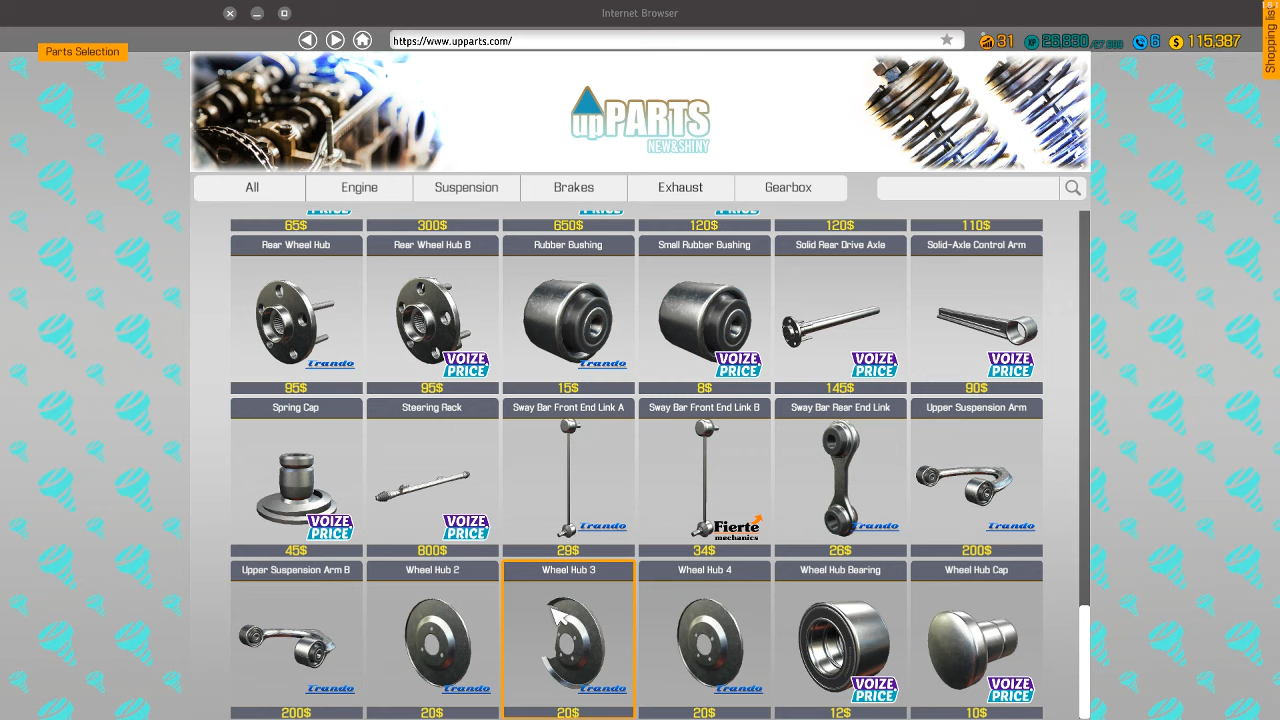 Internet Browser
Shopping list
Parts Selection
https://www.upparts.com/
31
6
115,387
upPARTS
NEW&SHINY
All
Engine
Suspension
Brakes
Exhaust
Gearbox
65$
300$
650$
120$
120$
110$
Rear Wheel Hub
Rear Wheel Hub B
Rubber Bushing
Small Rubber Bushing
Solid Rear Drive Axle
Solid-Axle Control Arm
Trando
VOIZE PRICE
Trando
VOIZE PRICE
VOIZE PRICE
VOIZE PRICE
95$
95$
15$
8$
145$
90$
Spring Cap
Steering Rack
Sway Bar Front End Link A
Sway Bar Front End Link B
Sway Bar Rear End Link
Upper Suspension Arm
VOIZE PRICE
VOIZE PRICE
Trando
Fierte mechanics
Trando
Trando
45$
800$
29$
34$
26$
200$
Upper Suspension Arm B
Wheel Hub 2
Wheel Hub 3
Wheel Hub 4
Wheel Hub Bearing
Wheel Hub Cap
Trando
Trando
Trando
Trando
VOIZE PRICE
VOIZE PRICE
200$
20$
20$
20$
12$
10$